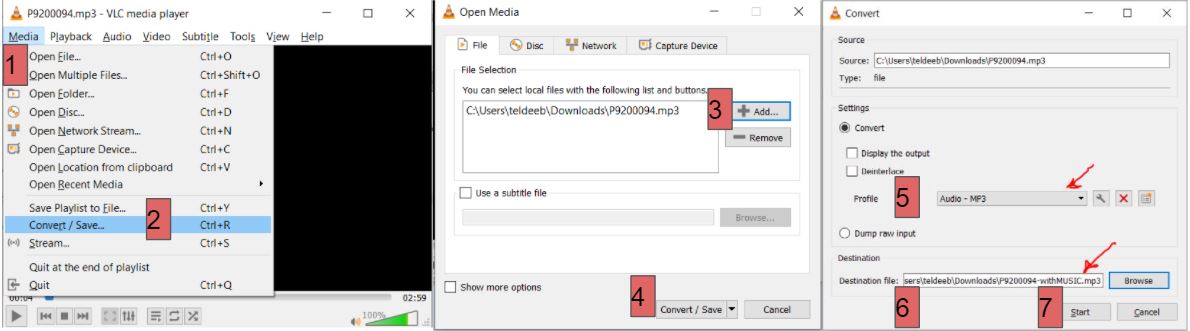 P9200094.mp3 - VLC media player
Media Playback Audio Video Subtitle Tools View Help
1
Open File... Ctrl+O
Open Multiple Files... Ctrl+Shift+O
Open Folder... Ctrl+F
Open Disc... Ctrl+D
Open Network Stream... Ctrl+N
Open Capture Device... Ctrl+C
Open Location from clipboard Ctrl+V
Open Recent Media
Save Playlist to File... Ctrl+Y
2
Convert / Save... Ctrl+R
Stream... Ctrl+S
Quit at the end of playlist
Quit Ctrl+Q
00:04 02:59
100%
Open Media
File Disc Network Capture Device
File Selection
You can select local files with the following list and buttons.
C:\Users\teldeeb\Downloads\P9200094.mp3
3
Add...
Remove
Use a subtitle file
Browse...
Show more options
4
Convert / Save Cancel
Convert
Source
Source: C:\Users\teldeeb\Downloads\P9200094.mp3
Type: file
Settings
Convert
Display the output
Deinterlace
5
Profile Audio - MP3
Dump raw input
Destination
Destination file: sers\teldeeb\Downloads\P9200094-withMUSIC.mp3 Browse
6
7
Start Cancel